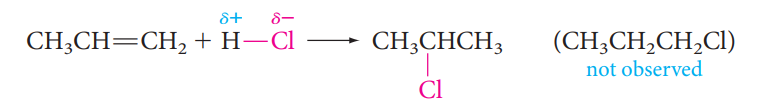 δ+ δ−
CH₃CH=CH₂ + H—Cl ⟶ CH₃CHCH₃ (CH₃CH₂CH₂Cl)
not observed
Cl